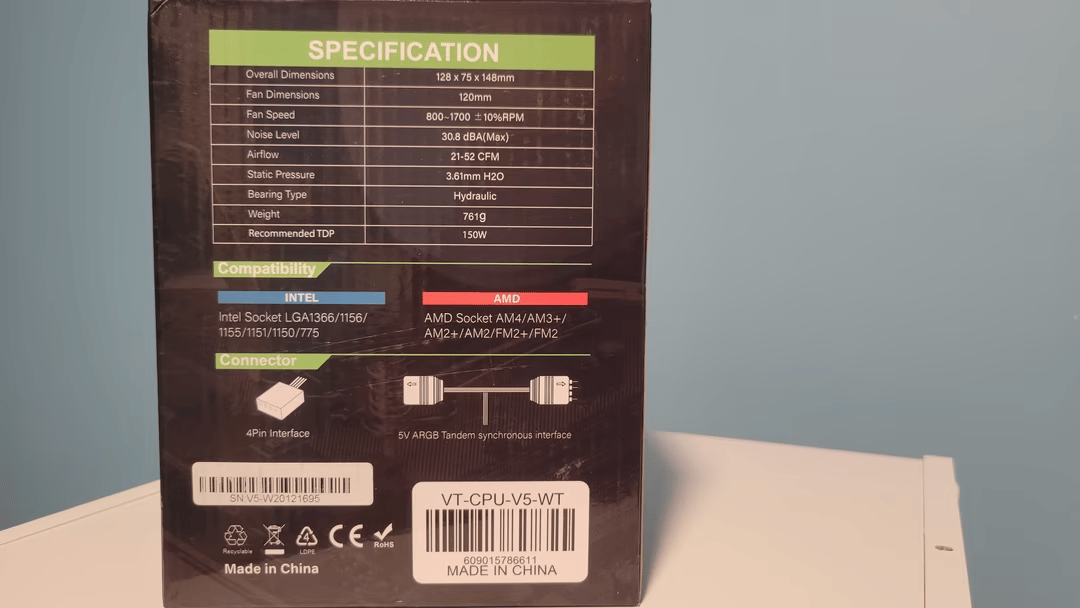 SPECIFICATION
Overall Dimensions 128 x 75 x 148mm
Fan Dimensions 120mm
Fan Speed 800~1700 ±10%RPM
Noise Level 30.8 dBA(Max)
Airflow 21-52 CFM
Static Pressure 3.61mm H2O
Bearing Type Hydraulic
Weight 761g
Recommended TDP 150W
Compatibility
INTEL
Intel Socket LGA1366/1156/
1155/1151/1150/775
AMD
AMD Socket AM4/AM3+/
AM2+/AM2/FM2+/FM2
Connector
4Pin Interface
5V ARGB Tandem synchronous interface
SN:V5-W20121695
VT-CPU-V5-WT
609015786611
MADE IN CHINA
4
CE
Recyclable
LDPE
RoHS
Made in China